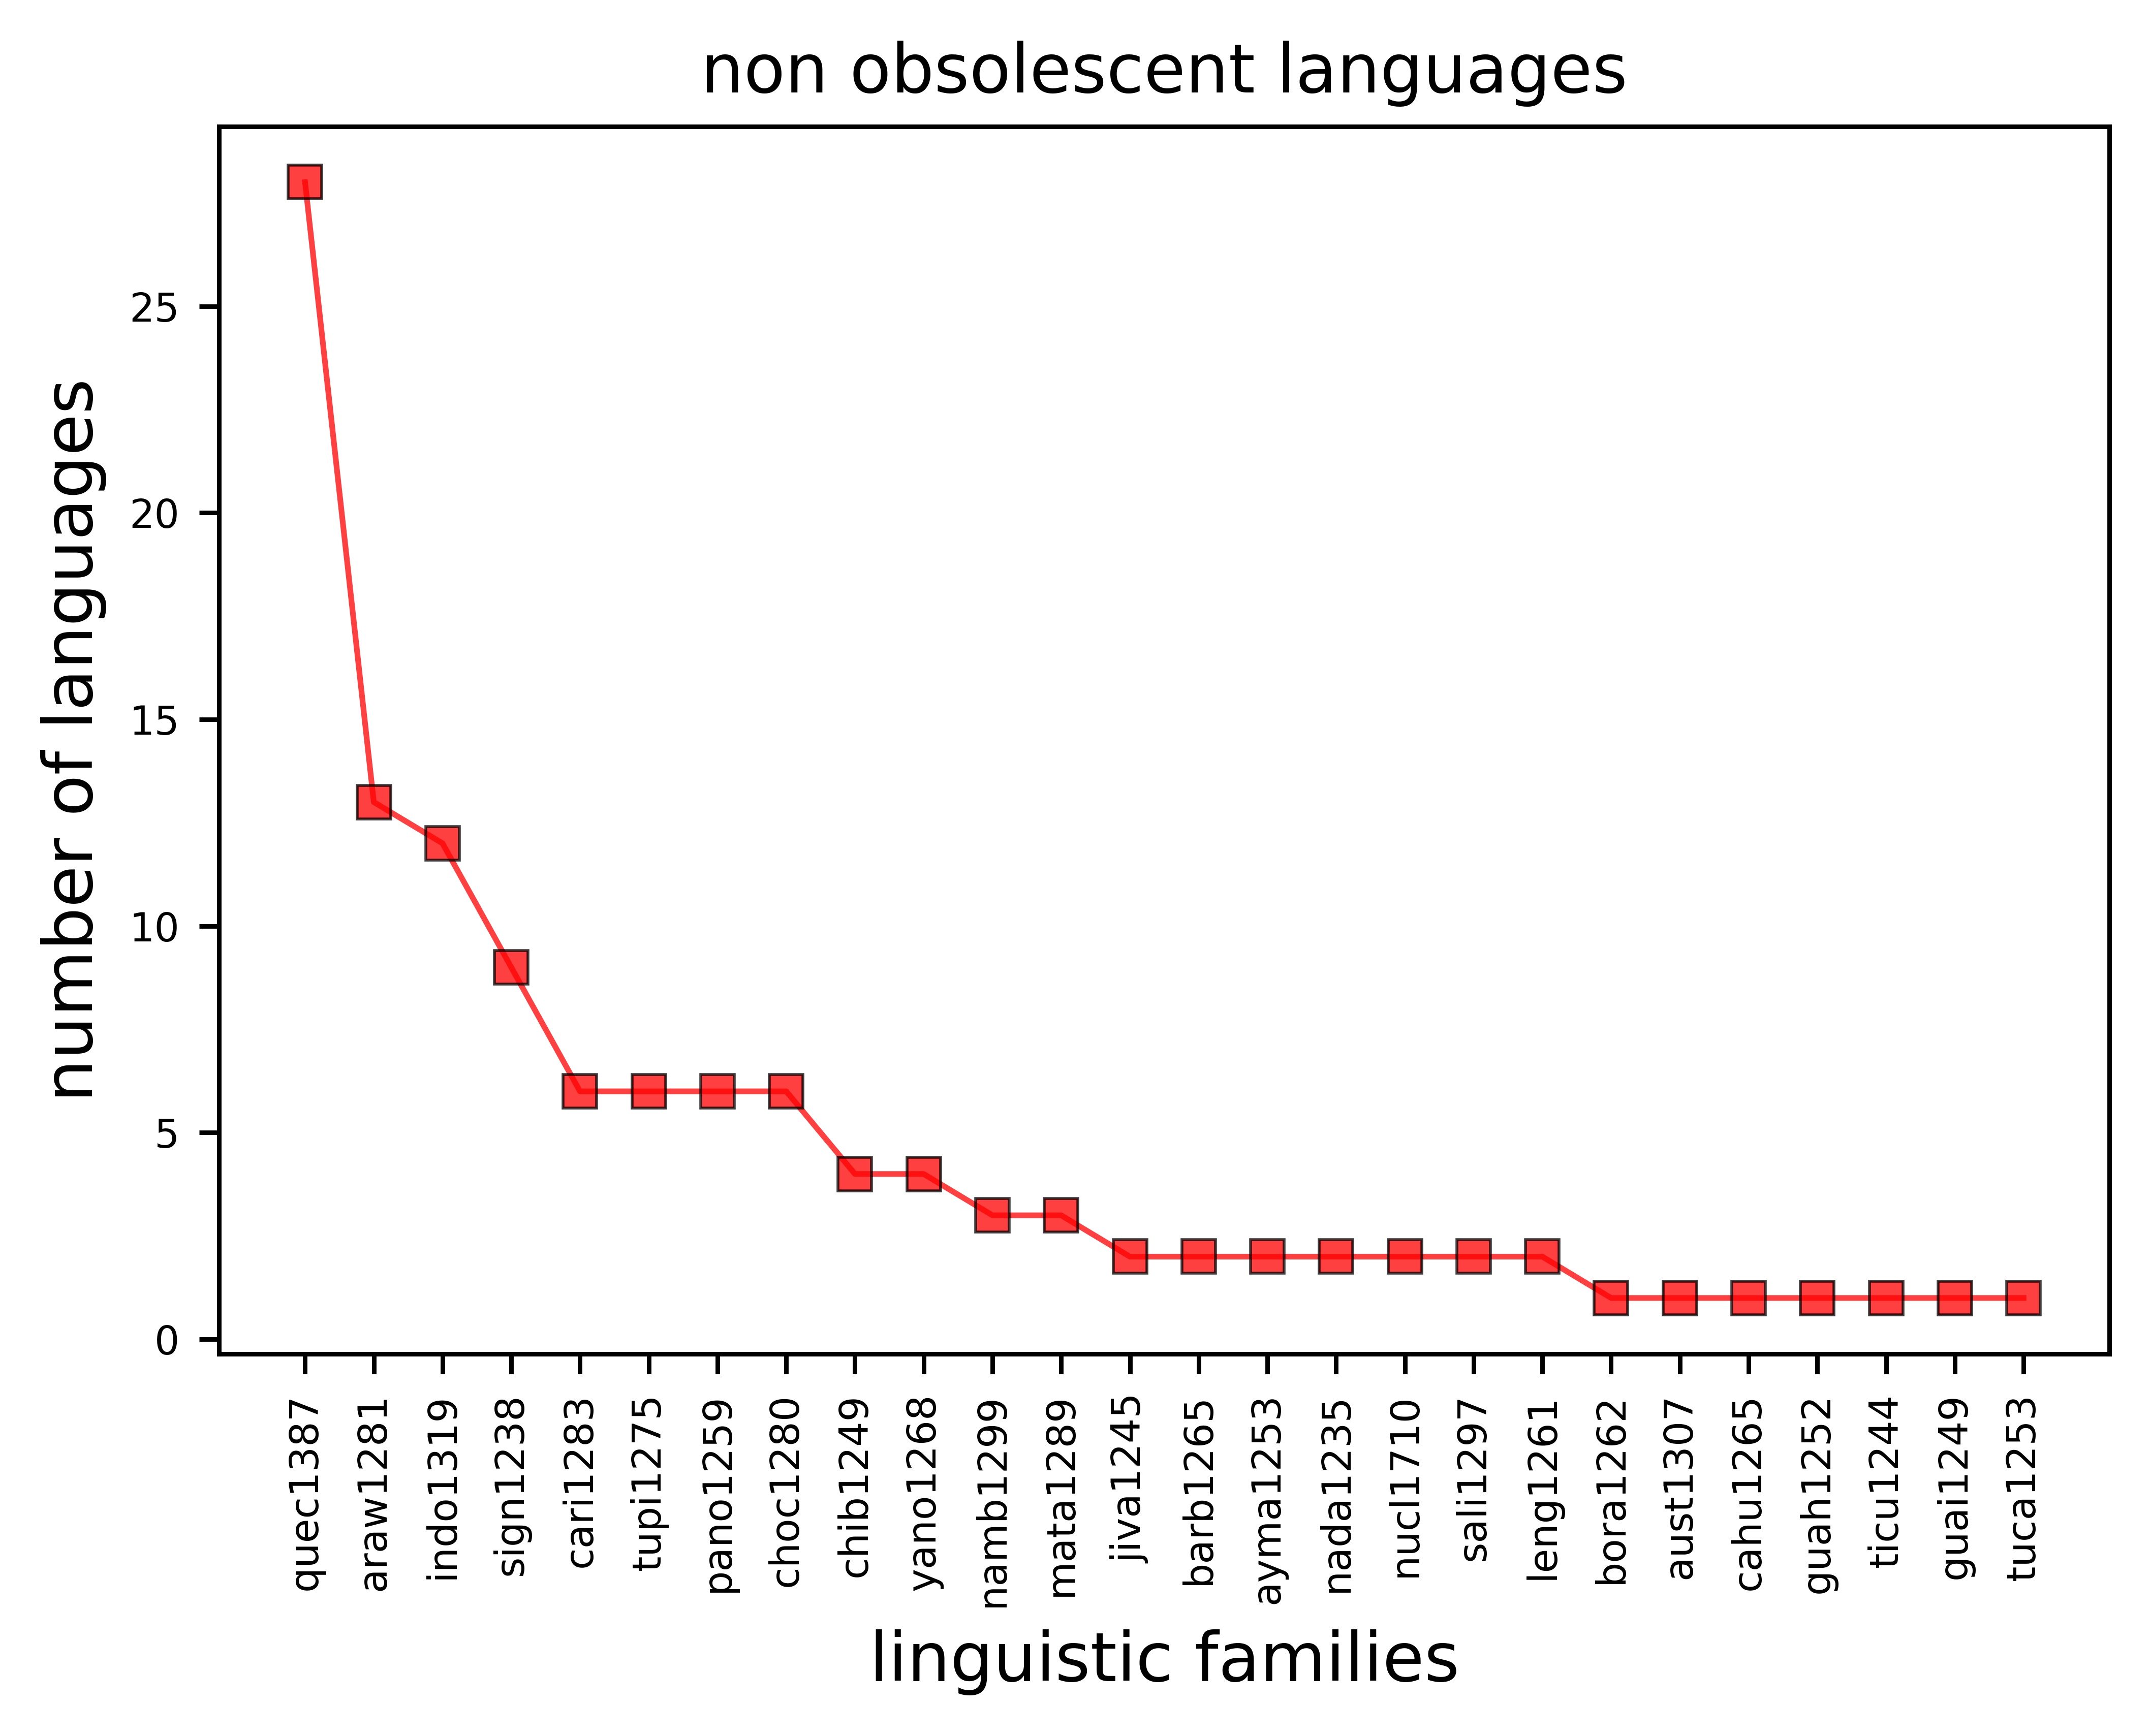 non obsolescent languages
number of languages
25
20
15
10
5
0
quec1387
araw1281
indo1319
sign1238
cari1283
tupi1275
pano1259
choc1280
chib1249
yano1268
namb1299
mata1289
jiva1245
barb1265
ayma1253
nada1235
nucl1710
sali1297
leng1261
bora1262
aust1307
cahu1265
guah1252
ticu1244
guai1249
tuca1253
linguistic families